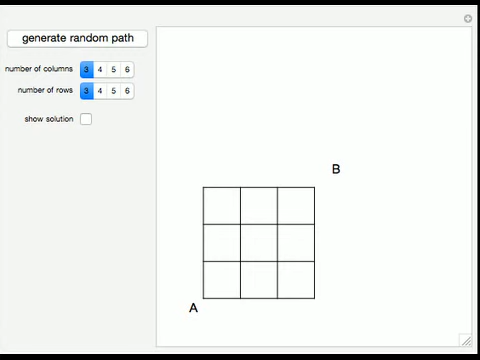 generate random path
number of columns 3 4 5 6
number of rows 3 4 5 6
show solution
B
A